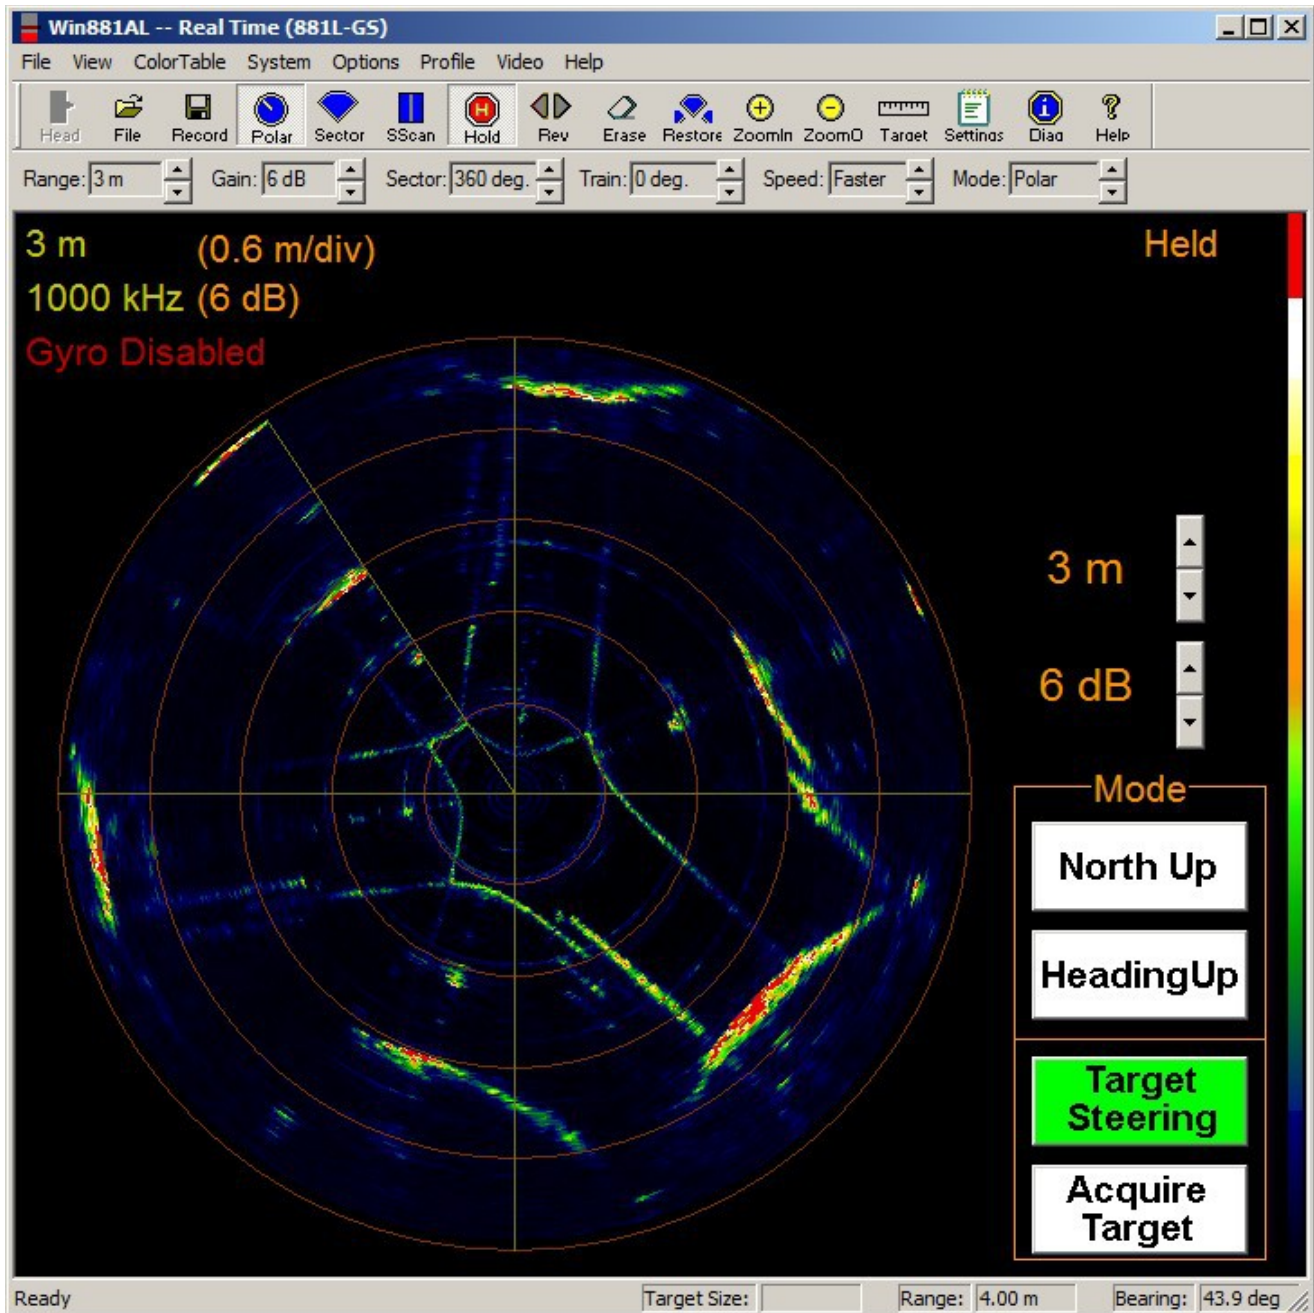 Win881AL -- Real Time (881L-GS)
File View ColorTable System Options Profile Video Help
Head File Record Polar Sector SScan Hold Rev Erase Restore ZoomIn ZoomO Target Settings Diag Help
Range: 3 m Gain: 6 dB Sector: 360 deg. Train: 0 deg. Speed: Faster Mode: Polar
3 m (0.6 m/div) Held
1000 kHz (6 dB)
Gyro Disabled
3 m
6 dB
Mode
North Up
HeadingUp
Target
Steering
Acquire
Target
Ready Target Size: Range: 4.00 m Bearing: 43.9 deg